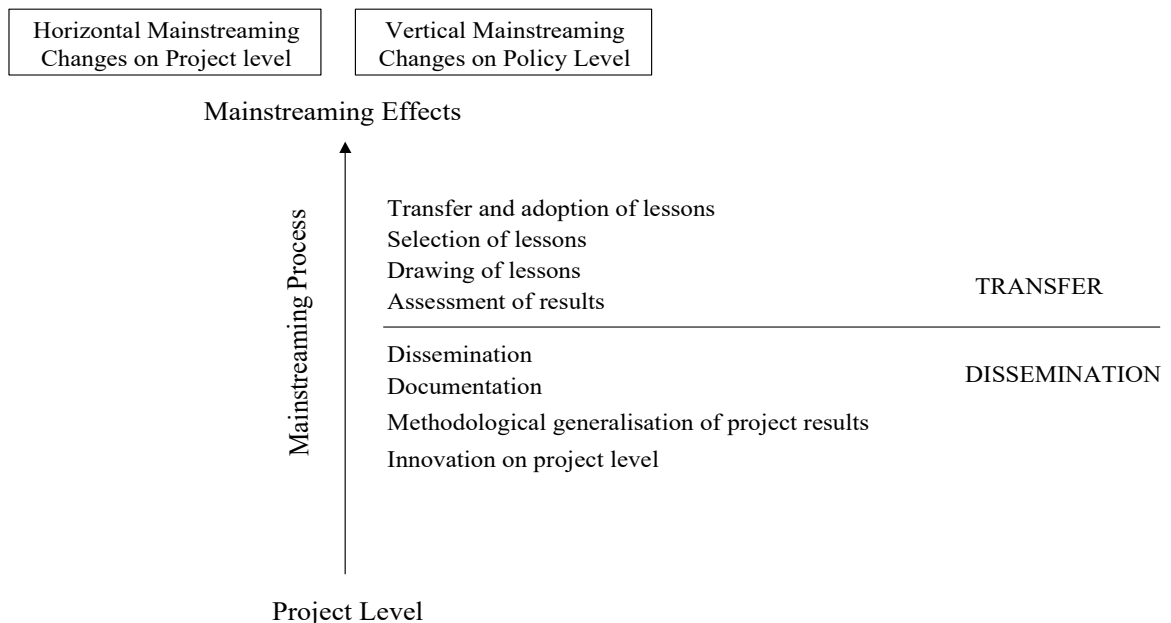 Horizontal Mainstreaming
Changes on Project level
Vertical Mainstreaming
Changes on Policy Level
Mainstreaming Effects
Mainstreaming Process
Transfer and adoption of lessons
Selection of lessons
Drawing of lessons
Assessment of results
TRANSFER
Dissemination
Documentation
Methodological generalisation of project results
Innovation on project level
DISSEMINATION
Project Level